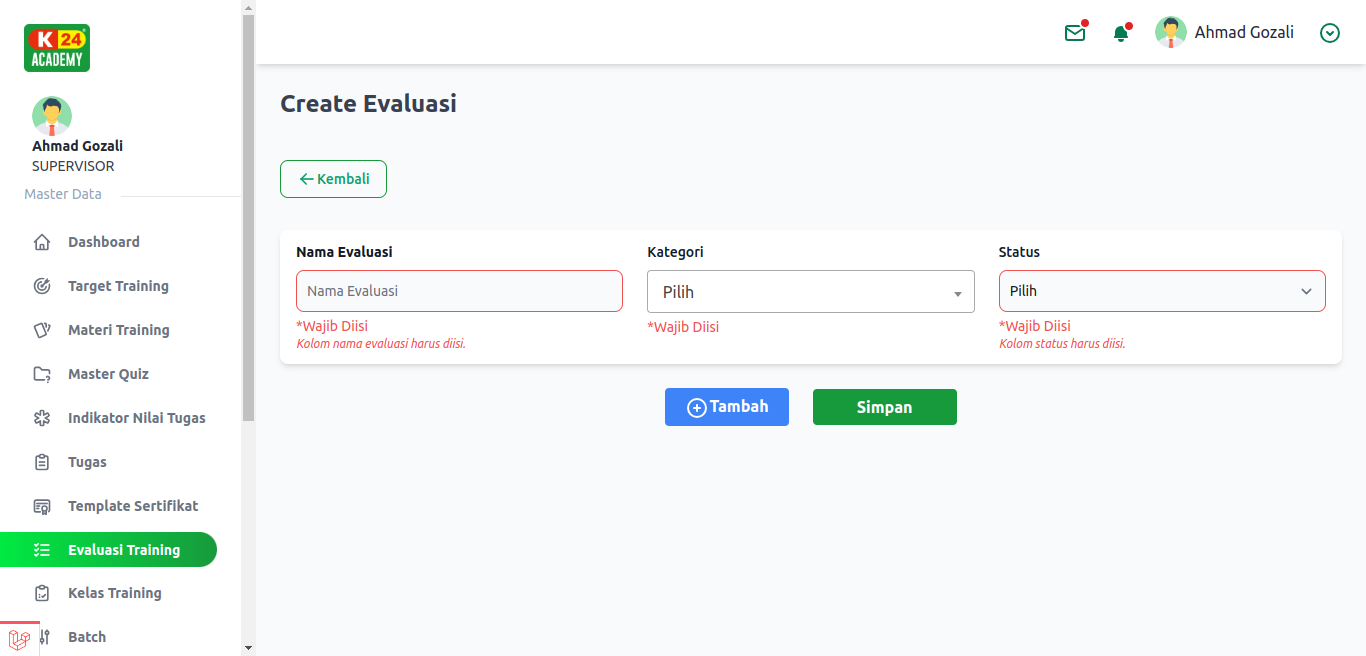 K 24
ACADEMY
Ahmad Gozali
SUPERVISOR
Master Data
Dashboard
Target Training
Materi Training
Master Quiz
Indikator Nilai Tugas
Tugas
Template Sertifikat
Evaluasi Training
Kelas Training
Batch
Ahmad Gozali
Create Evaluasi
Kembali
Nama Evaluasi
Nama Evaluasi
*Wajib Diisi
Kolom nama evaluasi harus diisi.
Kategori
Pilih
*Wajib Diisi
Status
Pilih
*Wajib Diisi
Kolom status harus diisi.
Tambah
Simpan